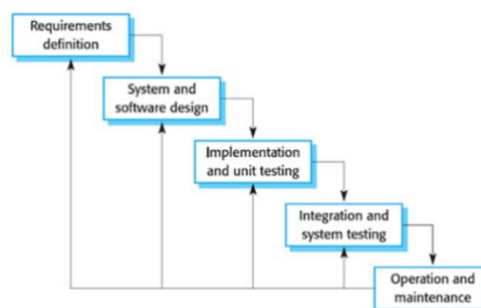 Requirements
definition
System and
software design
Implementation
and unit testing
Integration and
system testing
Operation and
maintenance